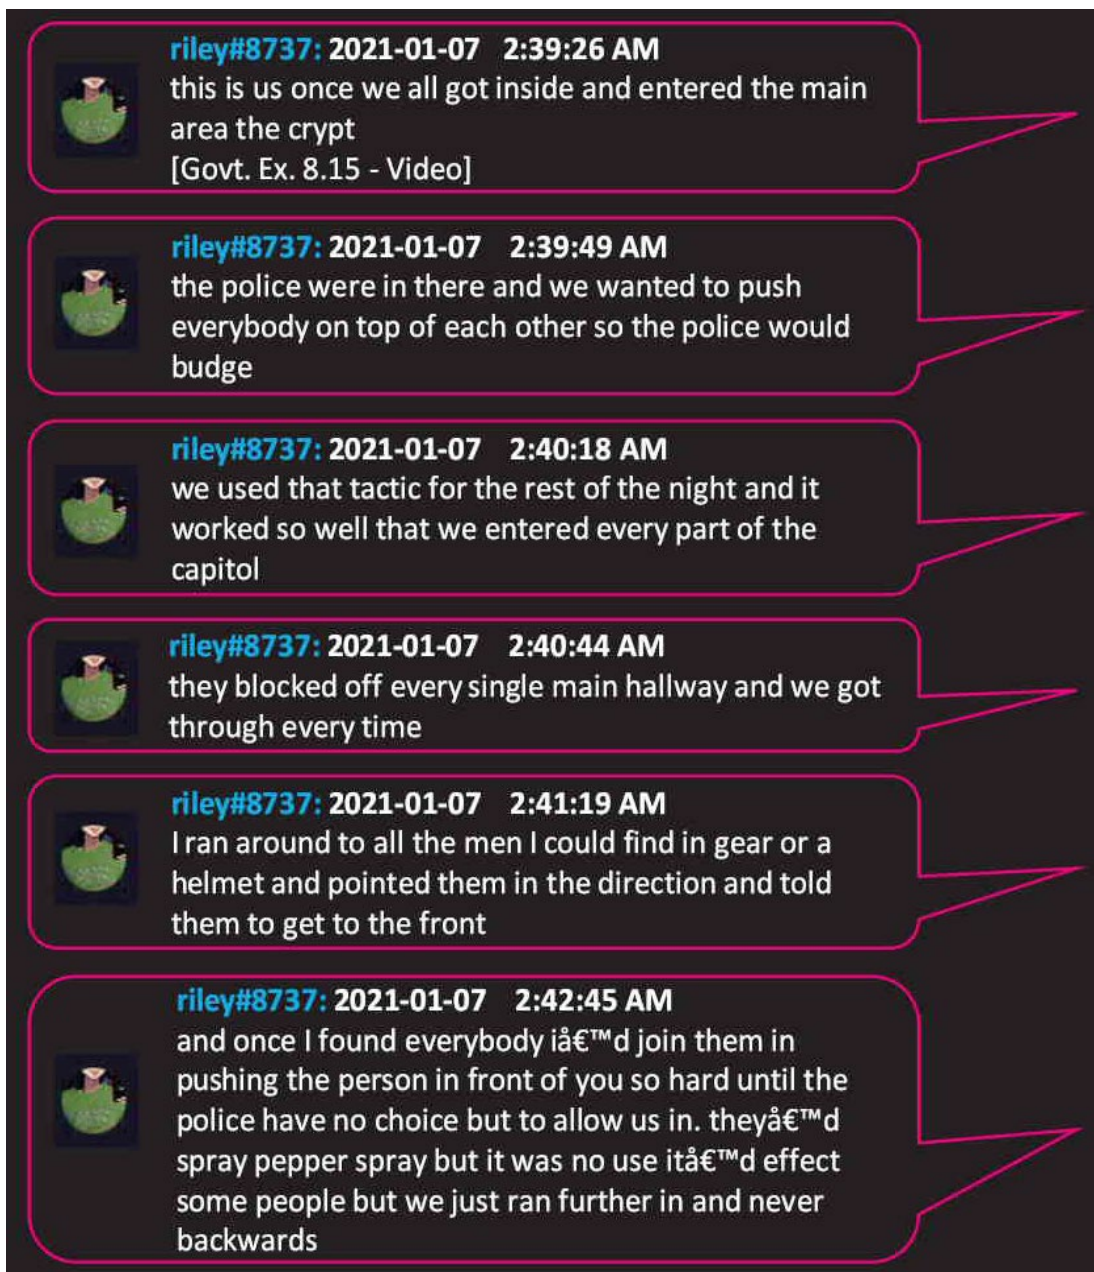 riley#8737: 2021-01-07 2:39:26 AM
this is us once we all got inside and entered the main
area the crypt
[Govt. Ex. 8.15 - Video]
riley#8737: 2021-01-07 2:39:49 AM
the police were in there and we wanted to push
everybody on top of each other so the police would
budge
riley#8737: 2021-01-07 2:40:18 AM
we used that tactic for the rest of the night and it
worked so well that we entered every part of the
capitol
riley#8737: 2021-01-07 2:40:44 AM
they blocked off every single main hallway and we got
through every time
riley#8737: 2021-01-07 2:41:19 AM
I ran around to all the men I could find in gear or a
helmet and pointed them in the direction and told
them to get to the front
riley#8737: 2021-01-07 2:42:45 AM
and once I found everybody iå€™d join them in
pushing the person in front of you so hard until the
police have no choice but to allow us in. theyå€™d
spray pepper spray but it was no use itå€™d effect
some people but we just ran further in and never
backwards